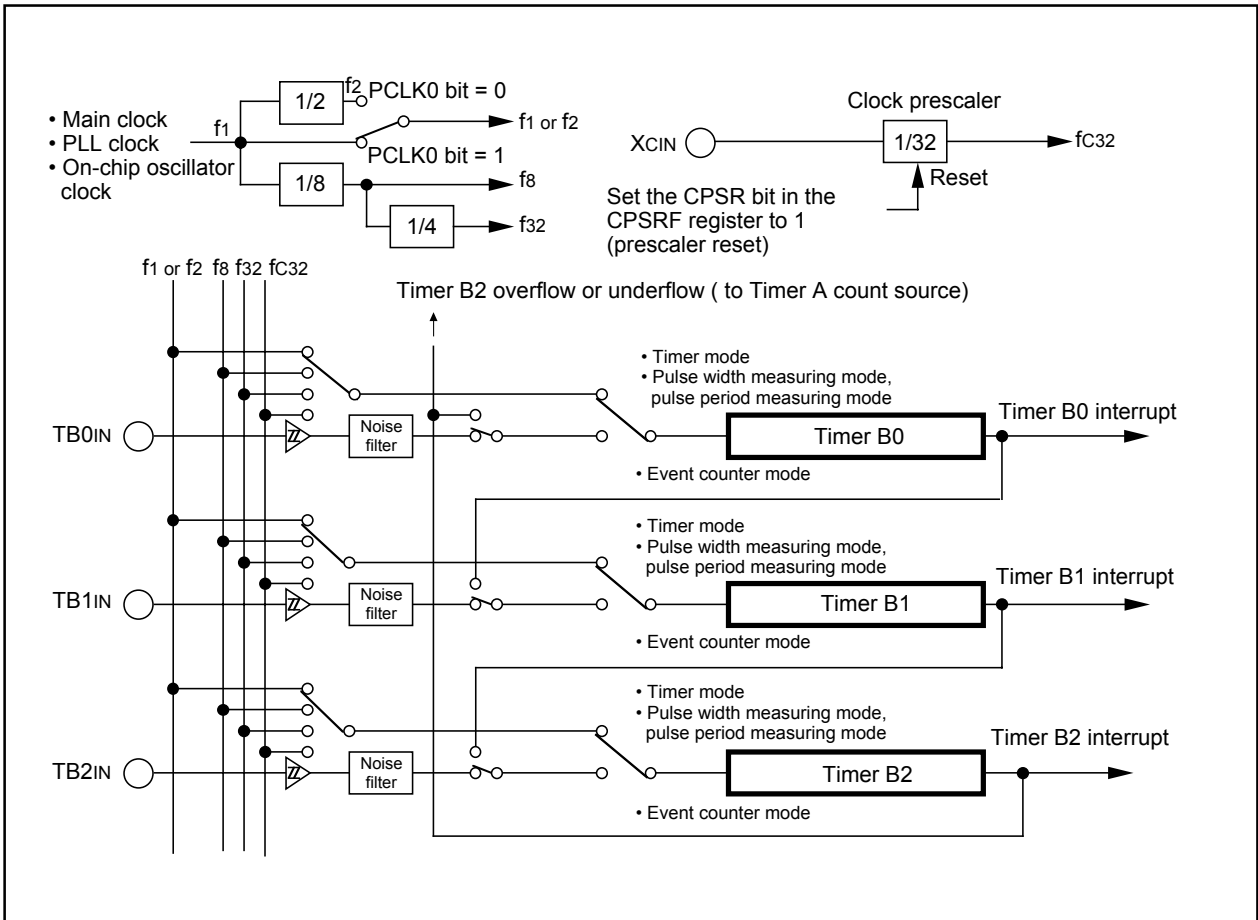 • Main clock
• PLL clock
• On-chip oscillator
clock
f1
1/2
f2
PCLK0 bit = 0
f1 or f2
PCLK0 bit = 1
1/8
f8
1/4
f32
Clock prescaler
XCIN
1/32
fC32
Reset
Set the CPSR bit in the
CPSRF register to 1
(prescaler reset)
f1 or f2 f8 f32 fC32
Timer B2 overflow or underflow ( to Timer A count source)
• Timer mode
• Pulse width measuring mode,
pulse period measuring mode
TB0IN
Noise
filter
Timer B0
Timer B0 interrupt
• Event counter mode
• Timer mode
• Pulse width measuring mode,
pulse period measuring mode
TB1IN
Noise
filter
Timer B1
Timer B1 interrupt
• Event counter mode
• Timer mode
• Pulse width measuring mode,
pulse period measuring mode
TB2IN
Noise
filter
Timer B2
Timer B2 interrupt
• Event counter mode